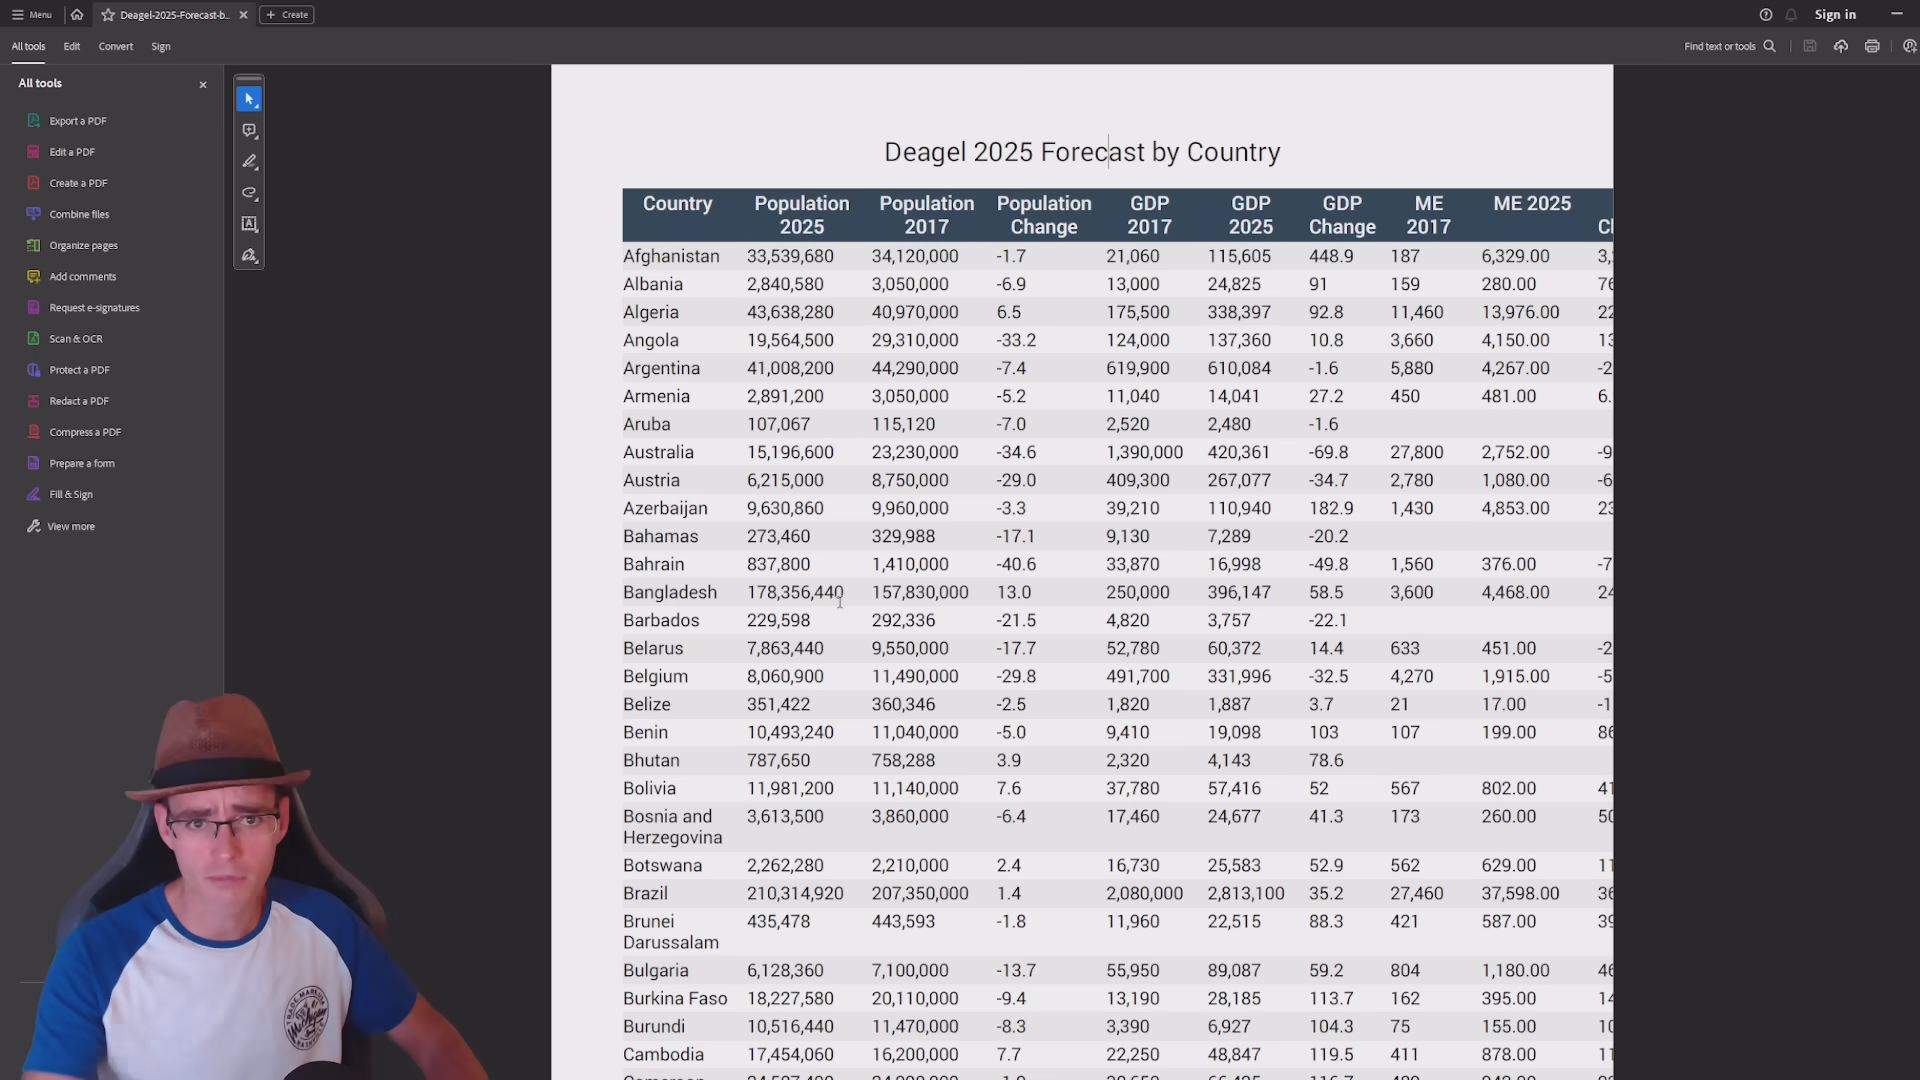 Menu
Deagel-2025-Forecast-b...
Create
Sign in
All tools
Edit
Convert
Sign
Find text or tools
All tools
Export a PDF
Edit a PDF
Create a PDF
Combine files
Organize pages
Add comments
Request e-signatures
Scan & OCR
Protect a PDF
Redact a PDF
Compress a PDF
Prepare a form
Fill & Sign
View more
Deagel 2025 Forecast by Country
Country Population 2025 Population 2017 Population Change GDP 2017 GDP 2025 GDP Change ME 2017 ME 2025
Afghanistan 33,539,680 34,120,000 -1.7 21,060 115,605 448.9 187 6,329.00
Albania 2,840,580 3,050,000 -6.9 13,000 24,825 91 159 280.00
Algeria 43,638,280 40,970,000 6.5 175,500 338,397 92.8 11,460 13,976.00
Angola 19,564,500 29,310,000 -33.2 124,000 137,360 10.8 3,660 4,150.00
Argentina 41,008,200 44,290,000 -7.4 619,900 610,084 -1.6 5,880 4,267.00
Armenia 2,891,200 3,050,000 -5.2 11,040 14,041 27.2 450 481.00
Aruba 107,067 115,120 -7.0 2,520 2,480 -1.6
Australia 15,196,600 23,230,000 -34.6 1,390,000 420,361 -69.8 27,800 2,752.00
Austria 6,215,000 8,750,000 -29.0 409,300 267,077 -34.7 2,780 1,080.00
Azerbaijan 9,630,860 9,960,000 -3.3 39,210 110,940 182.9 1,430 4,853.00
Bahamas 273,460 329,988 -17.1 9,130 7,289 -20.2
Bahrain 837,800 1,410,000 -40.6 33,870 16,998 -49.8 1,560 376.00
Bangladesh 178,356,440 157,830,000 13.0 250,000 396,147 58.5 3,600 4,468.00
Barbados 229,598 292,336 -21.5 4,820 3,757 -22.1
Belarus 7,863,440 9,550,000 -17.7 52,780 60,372 14.4 633 451.00
Belgium 8,060,900 11,490,000 -29.8 491,700 331,996 -32.5 4,270 1,915.00
Belize 351,422 360,346 -2.5 1,820 1,887 3.7 21 17.00
Benin 10,493,240 11,040,000 -5.0 9,410 19,098 103 107 199.00
Bhutan 787,650 758,288 3.9 2,320 4,143 78.6
Bolivia 11,981,200 11,140,000 7.6 37,780 57,416 52 567 802.00
Bosnia and Herzegovina 3,613,500 3,860,000 -6.4 17,460 24,677 41.3 173 260.00
Botswana 2,262,280 2,210,000 2.4 16,730 25,583 52.9 562 629.00
Brazil 210,314,920 207,350,000 1.4 2,080,000 2,813,100 35.2 27,460 37,598.00
Brunei Darussalam 435,478 443,593 -1.8 11,960 22,515 88.3 421 587.00
Bulgaria 6,128,360 7,100,000 -13.7 55,950 89,087 59.2 804 1,180.00
Burkina Faso 18,227,580 20,110,000 -9.4 13,190 28,185 113.7 162 395.00
Burundi 10,516,440 11,470,000 -8.3 3,390 6,927 104.3 75 155.00
Cambodia 17,454,060 16,200,000 7.7 22,250 48,847 119.5 411 878.00